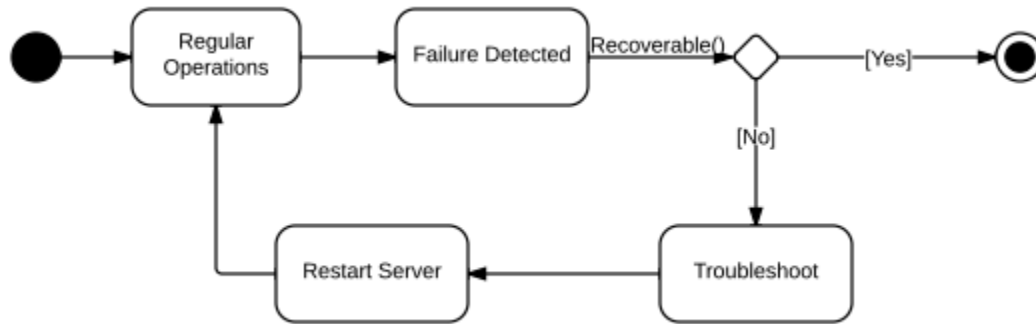 Regular
Operations
Failure Detected
Recoverable()
[Yes]
[No]
Restart Server
Troubleshoot